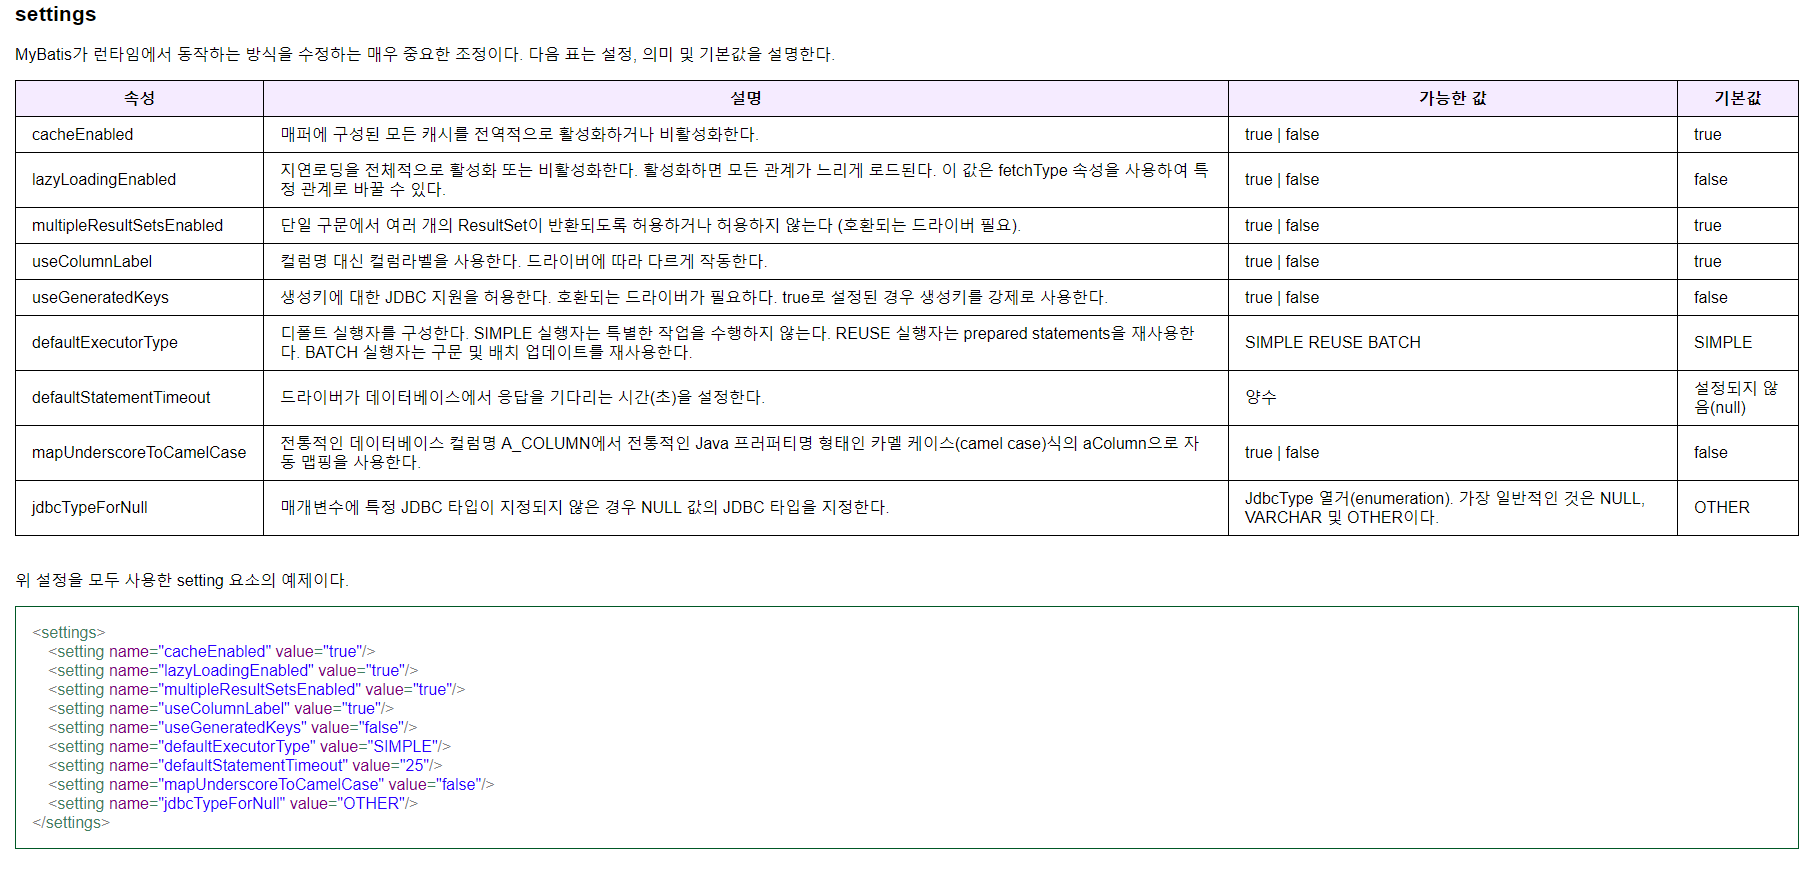 settings
MyBatis가 런타임에서 동작하는 방식을 수정하는 매우 중요한 조정이다. 다음 표는 설정, 의미 및 기본값을 설명한다.
속성 설명 가능한 값 기본값
cacheEnabled 매퍼에 구성된 모든 캐시를 전역적으로 활성화하거나 비활성화한다. true | false true
lazyLoadingEnabled 지연로딩을 전체적으로 활성화 또는 비활성화한다. 활성화하면 모든 관계가 느리게 로드된다. 이 값은 fetchType 속성을 사용하여 특
정 관계로 바꿀 수 있다. true | false false
multipleResultSetsEnabled 단일 구문에서 여러 개의 ResultSet이 반환되도록 허용하거나 허용하지 않는다 (호환되는 드라이버 필요). true | false true
useColumnLabel 컬럼명 대신 컬럼라벨을 사용한다. 드라이버에 따라 다르게 작동한다. true | false true
useGeneratedKeys 생성키에 대한 JDBC 지원을 허용한다. 호환되는 드라이버가 필요하다. true로 설정된 경우 생성키를 강제로 사용한다. true | false false
defaultExecutorType 디폴트 실행자를 구성한다. SIMPLE 실행자는 특별한 작업을 수행하지 않는다. REUSE 실행자는 prepared statements을 재사용한
다. BATCH 실행자는 구문 및 배치 업데이트를 재사용한다. SIMPLE REUSE BATCH SIMPLE
defaultStatementTimeout 드라이버가 데이터베이스에서 응답을 기다리는 시간(초)을 설정한다. 양수 설정되지 않
음(null)
mapUnderscoreToCamelCase 전통적인 데이터베이스 컬럼명 A_COLUMN에서 전통적인 Java 프러퍼티명 형태인 카멜 케이스(camel case)식의 aColumn으로 자
동 맵핑을 사용한다. true | false false
jdbcTypeForNull 매개변수에 특정 JDBC 타입이 지정되지 않은 경우 NULL 값의 JDBC 타입을 지정한다. JdbcType 열거(enumeration). 가장 일반적인 것은 NULL,
VARCHAR 및 OTHER이다. OTHER
위 설정을 모두 사용한 setting 요소의 예제이다.
<settings>
<setting name="cacheEnabled" value="true"/>
<setting name="lazyLoadingEnabled" value="true"/>
<setting name="multipleResultSetsEnabled" value="true"/>
<setting name="useColumnLabel" value="true"/>
<setting name="useGeneratedKeys" value="false"/>
<setting name="defaultExecutorType" value="SIMPLE"/>
<setting name="defaultStatementTimeout" value="25"/>
<setting name="mapUnderscoreToCamelCase" value="false"/>
<setting name="jdbcTypeForNull" value="OTHER"/>
</settings>